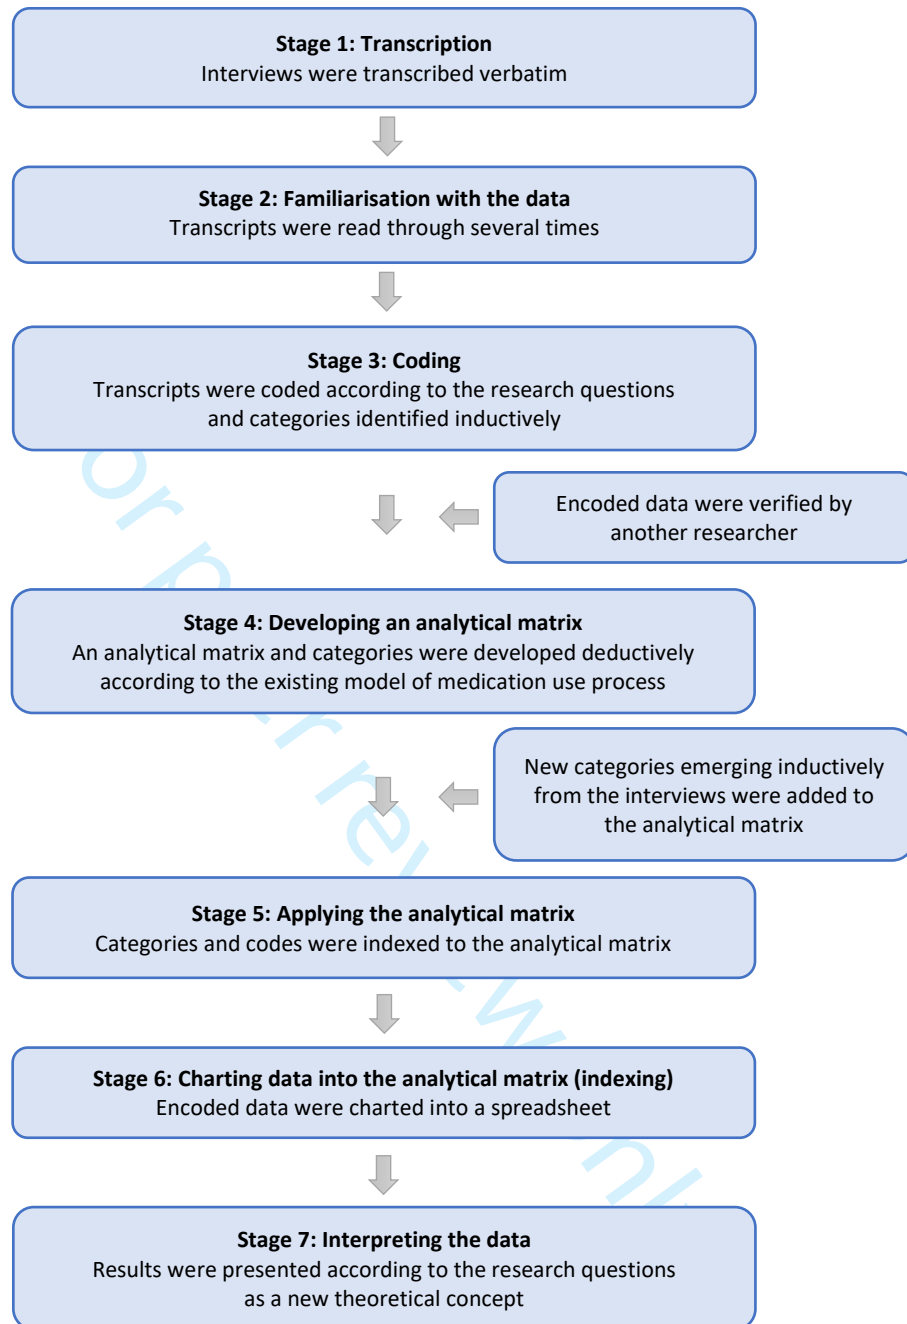 Stage 1: Transcription
Interviews were transcribed verbatim
Stage 2: Familiarisation with the data
Transcripts were read through several times
Stage 3: Coding
Transcripts were coded according to the research questions
and categories identified inductively
Encoded data were verified by
another researcher
Stage 4: Developing an analytical matrix
An analytical matrix and categories were developed deductively
according to the existing model of medication use process
New categories emerging inductively
from the interviews were added to
the analytical matrix
Stage 5: Applying the analytical matrix
Categories and codes were indexed to the analytical matrix
Stage 6: Charting data into the analytical matrix (indexing)
Encoded data were charted into a spreadsheet
Stage 7: Interpreting the data
Results were presented according to the research questions
as a new theoretical concept